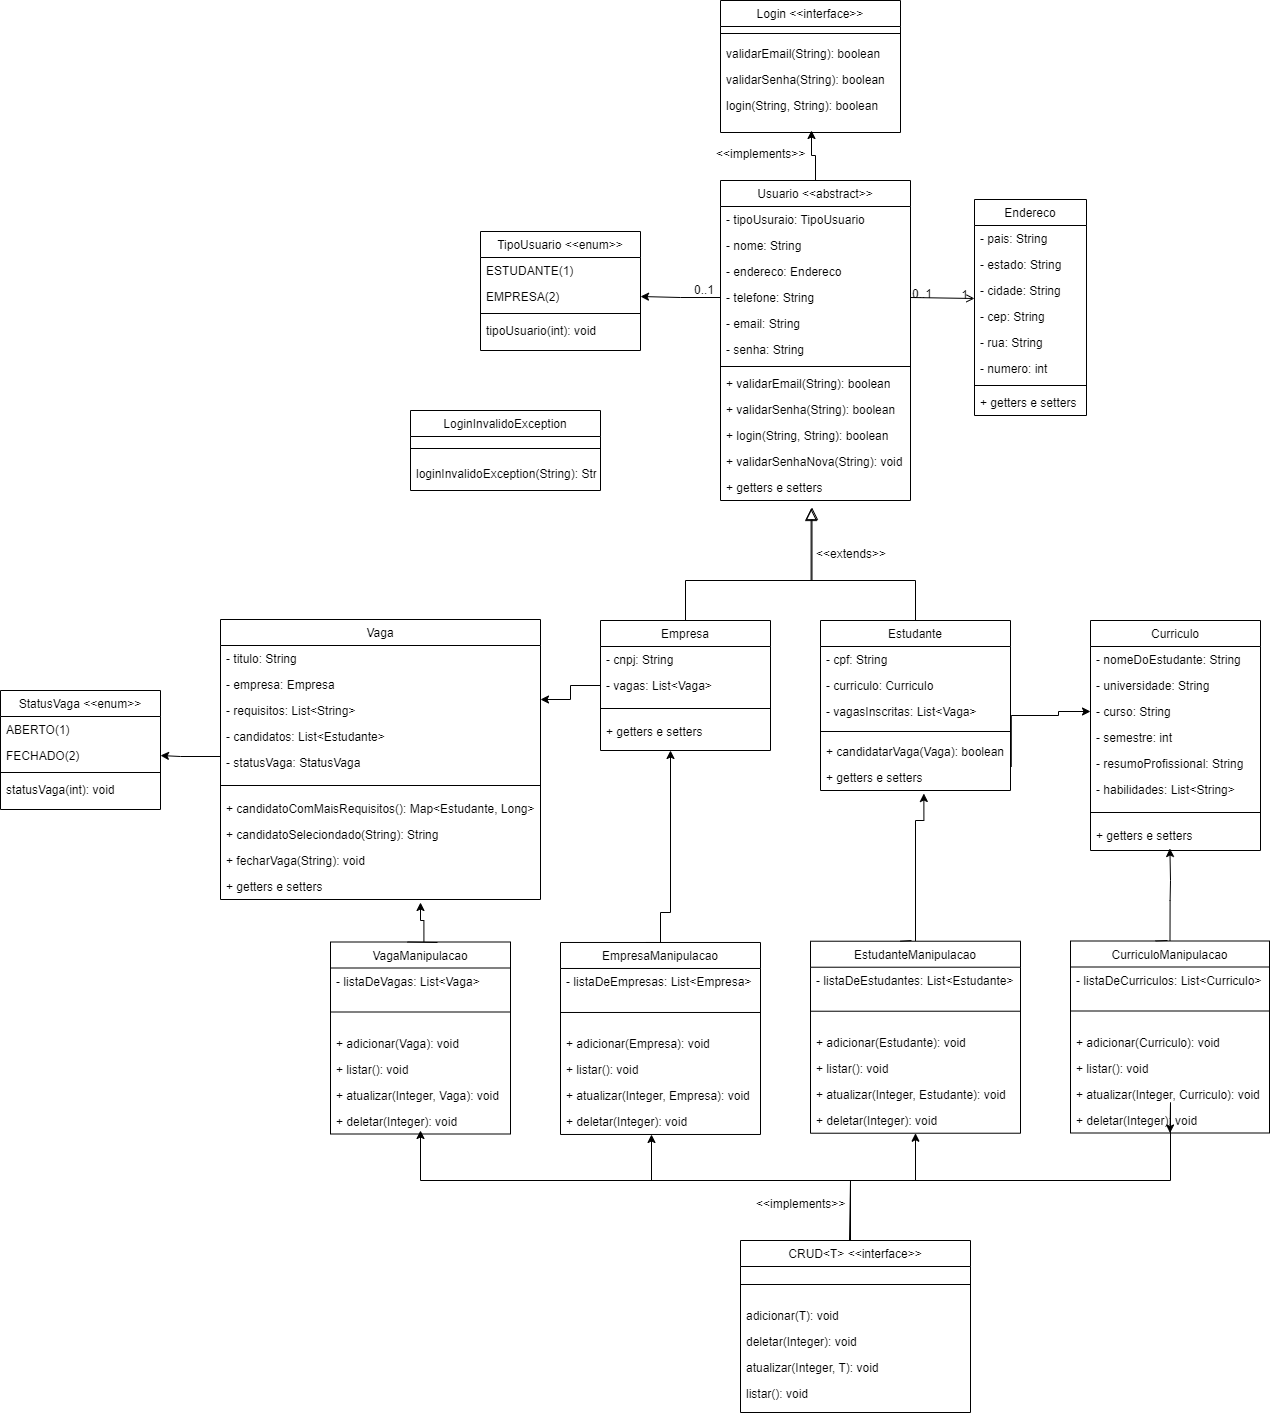 Login <<interface>>
validarEmail(String): boolean
validarSenha(String): boolean
login(String, String): boolean
<<implements>>
Usuario <<abstract>>
- tipoUsuraio: TipoUsuario
- nome: String
- endereco: Endereco
- telefone: String
- email: String
- senha: String
+ validarEmail(String): boolean
+ validarSenha(String): boolean
+ login(String, String): boolean
+ validarSenhaNova(String): void
+ getters e setters
Endereco
- pais: String
- estado: String
- cidade: String
- cep: String
- rua: String
- numero: int
+ getters e setters
TipoUsuario <<enum>>
ESTUDANTE(1)
EMPRESA(2)
tipoUsuario(int): void
0..1
0..1
1
LoginInvalidoException
loginInvalidoException(String): Str
<<extends>>
Vaga
- titulo: String
- empresa: Empresa
- requisitos: List<String>
- candidatos: List<Estudante>
- statusVaga: StatusVaga
+ candidatoComMaisRequisitos(): Map<Estudante, Long>
+ candidatoSeleciondado(String): String
+ fecharVaga(String): void
+ getters e setters
Empresa
- cnpj: String
- vagas: List<Vaga>
+ getters e setters
Estudante
- cpf: String
- curriculo: Curriculo
- vagasInscritas: List<Vaga>
+ candidatarVaga(Vaga): boolean
+ getters e setters
Curriculo
- nomeDoEstudante: String
- universidade: String
- curso: String
- semestre: int
- resumoProfissional: String
- habilidades: List<String>
+ getters e setters
StatusVaga <<enum>>
ABERTO(1)
FECHADO(2)
statusVaga(int): void
VagaManipulacao
- listaDeVagas: List<Vaga>
+ adicionar(Vaga): void
+ listar(): void
+ atualizar(Integer, Vaga): void
+ deletar(Integer): void
EmpresaManipulacao
- listaDeEmpresas: List<Empresa>
+ adicionar(Empresa): void
+ listar(): void
+ atualizar(Integer, Empresa): void
+ deletar(Integer): void
EstudanteManipulacao
- listaDeEstudantes: List<Estudante>
+ adicionar(Estudante): void
+ listar(): void
+ atualizar(Integer, Estudante): void
+ deletar(Integer): void
CurriculoManipulacao
- listaDeCurriculos: List<Curriculo>
+ adicionar(Curriculo): void
+ listar(): void
+ atualizar(Integer, Curriculo): void
+ deletar(Integer): void
<<implements>>
CRUD<T> <<interface>>
adicionar(T): void
deletar(Integer): void
atualizar(Integer, T): void
listar(): void